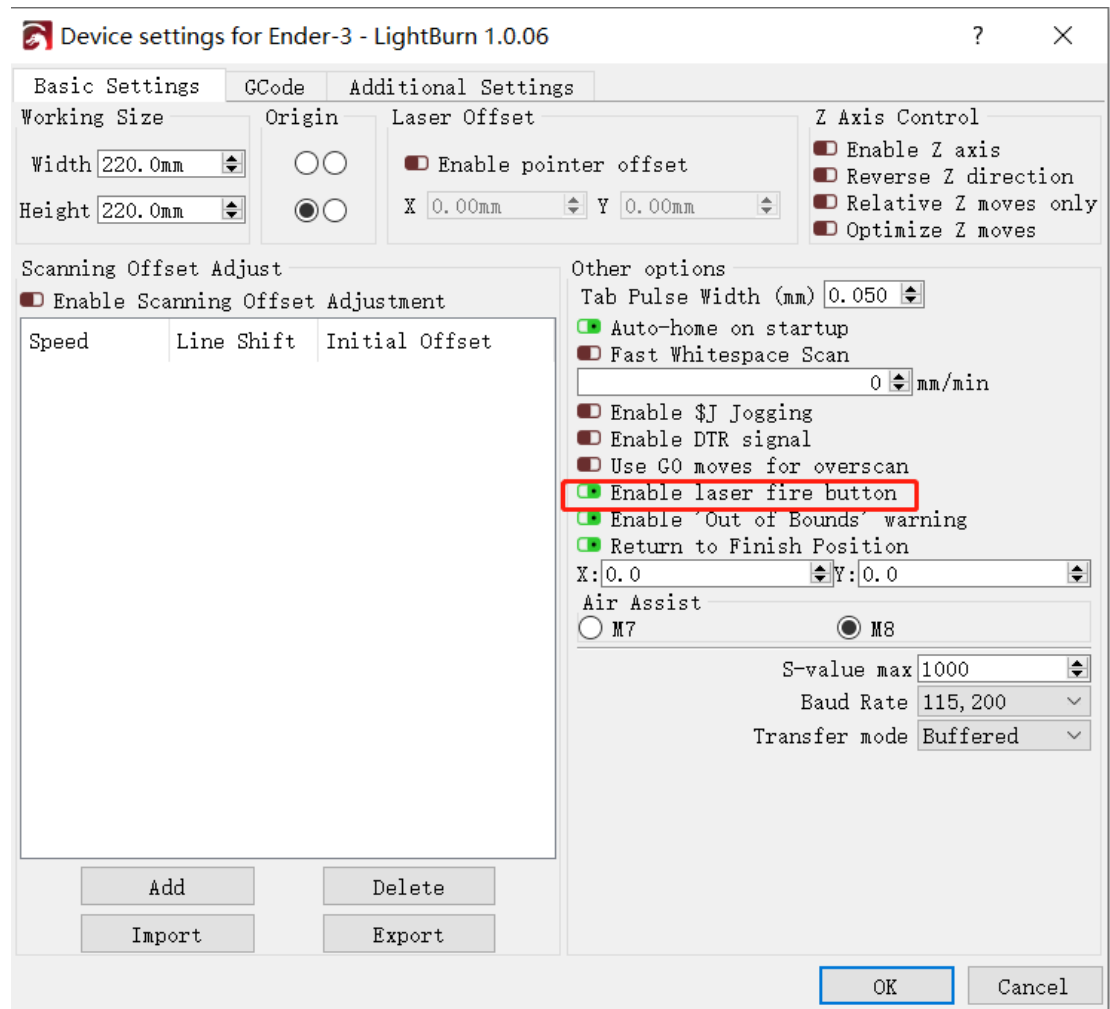 Device settings for Ender-3 - LightBurn 1.0.06
?
Basic Settings GCode Additional Settings
Working Size
Width 220.0mm
Height 220.0mm
Origin
Laser Offset
Enable pointer offset
X 0.00mm Y 0.00mm
Z Axis Control
Enable Z axis
Reverse Z direction
Relative Z moves only
Optimize Z moves
Scanning Offset Adjust
Enable Scanning Offset Adjustment
Speed Line Shift Initial Offset
Add Delete
Import Export
Other options
Tab Pulse Width (mm) 0.050
Auto-home on startup
Fast Whitespace Scan
0 mm/min
Enable $J Jogging
Enable DTR signal
Use G0 moves for overscan
Enable laser fire button
Enable 'Out of Bounds' warning
Return to Finish Position
X: 0.0 Y: 0.0
Air Assist
M7 M8
S-value max 1000
Baud Rate 115,200
Transfer mode Buffered
OK Cancel